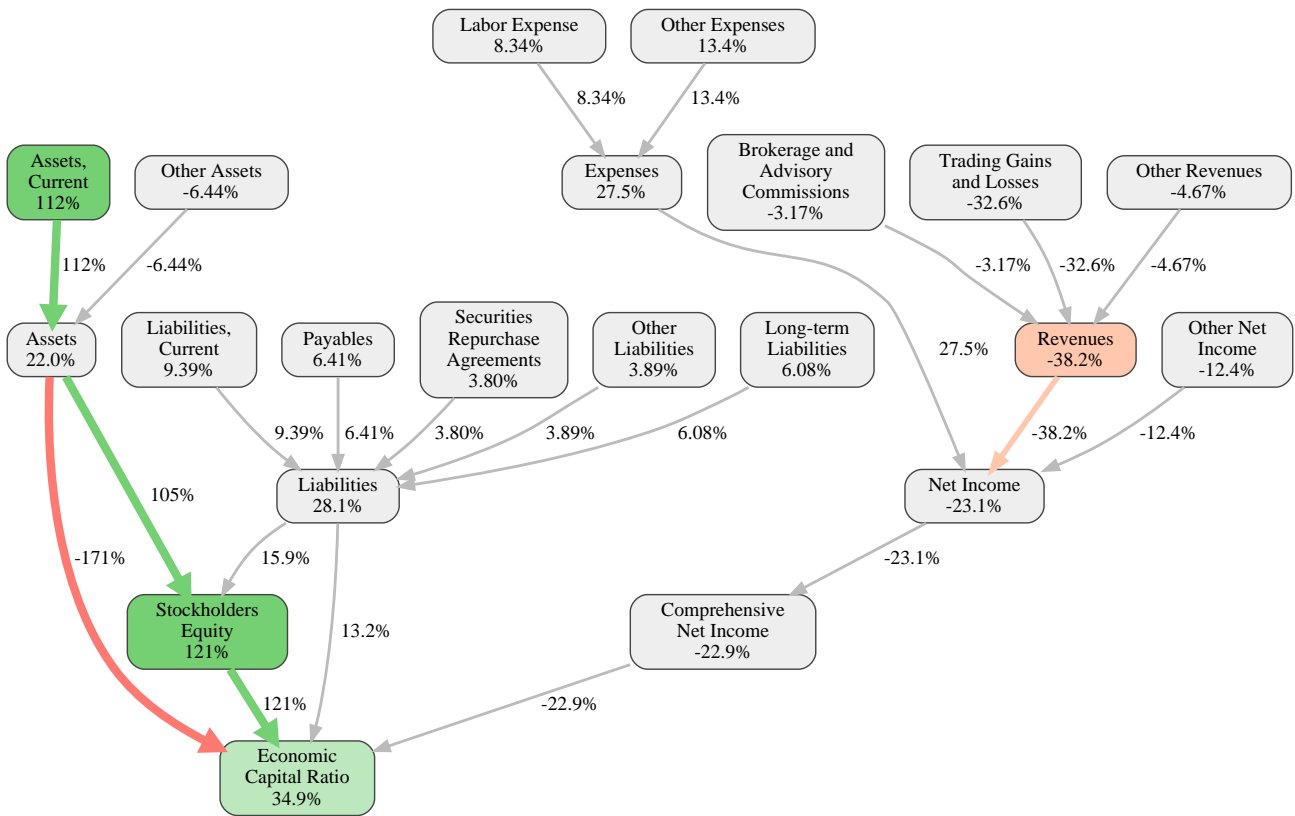 Labor Expense
8.34%
Other Expenses
13.4%
8.34%
13.4%
Assets,
Current
112%
Other Assets
-6.44%
Expenses
27.5%
Brokerage and
Advisory
Commissions
-3.17%
Trading Gains
and Losses
-32.6%
Other Revenues
-4.67%
112%
-6.44%
-3.17%
-32.6%
-4.67%
Assets
22.0%
Liabilities,
Current
9.39%
Payables
6.41%
Securities
Repurchase
Agreements
3.80%
Other
Liabilities
3.89%
Long-term
Liabilities
6.08%
27.5%
Revenues
-38.2%
Other Net
Income
-12.4%
9.39%
6.41%
3.80%
3.89%
6.08%
-38.2%
-12.4%
105%
Liabilities
28.1%
Net Income
-23.1%
-171%
15.9%
-23.1%
Stockholders
Equity
121%
13.2%
Comprehensive
Net Income
-22.9%
121%
-22.9%
Economic
Capital Ratio
34.9%